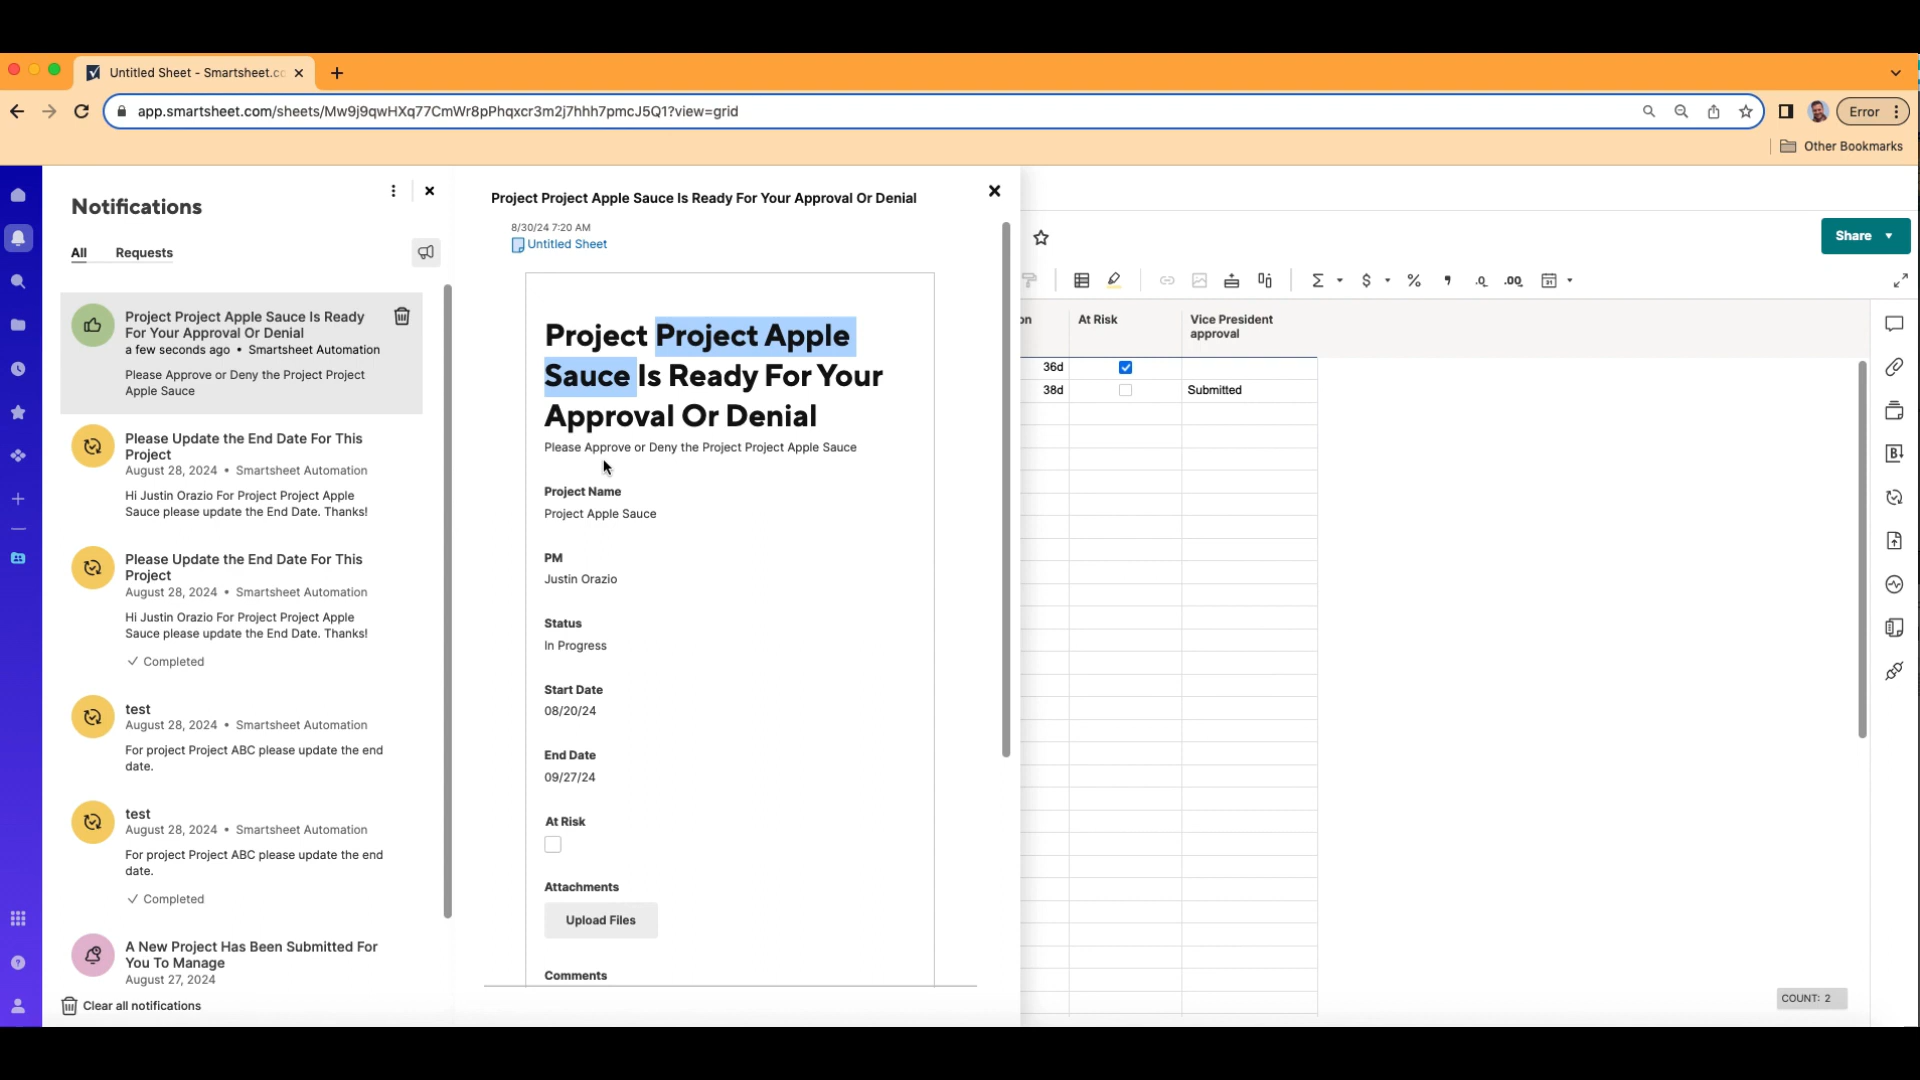 Untitled Sheet - Smartsheet.co
app.smartsheet.com/sheets/Mw9j9qwHXq77CmWr8pPhqxcr3m2j7hhh7pmcJ5Q1?view=grid
Error
Other Bookmarks
Notifications
All Requests
Project Project Apple Sauce Is Ready
For Your Approval Or Denial
a few seconds ago • Smartsheet Automation
Please Approve or Deny the Project Project
Apple Sauce
Please Update the End Date For This
Project
August 28, 2024 • Smartsheet Automation
Hi Justin Orazio For Project Project Apple
Sauce please update the End Date. Thanks!
Please Update the End Date For This
Project
August 28, 2024 • Smartsheet Automation
Hi Justin Orazio For Project Project Apple
Sauce please update the End Date. Thanks!
Completed
test
August 28, 2024 • Smartsheet Automation
For project Project ABC please update the end
date.
test
August 28, 2024 • Smartsheet Automation
For project Project ABC please update the end
date.
Completed
A New Project Has Been Submitted For
You To Manage
August 27, 2024
Clear all notifications
Project Project Apple Sauce Is Ready For Your Approval Or Denial
8/30/24 7:20 AM
Untitled Sheet
Project Project Apple
Sauce Is Ready For Your
Approval Or Denial
Please Approve or Deny the Project Project Apple Sauce
Project Name
Project Apple Sauce
PM
Justin Orazio
Status
In Progress
Start Date
08/20/24
End Date
09/27/24
At Risk
Attachments
Upload Files
Comments
Share
Σ $ % , .0 .00
on At Risk Vice President
approval
36d
38d Submitted
COUNT: 2